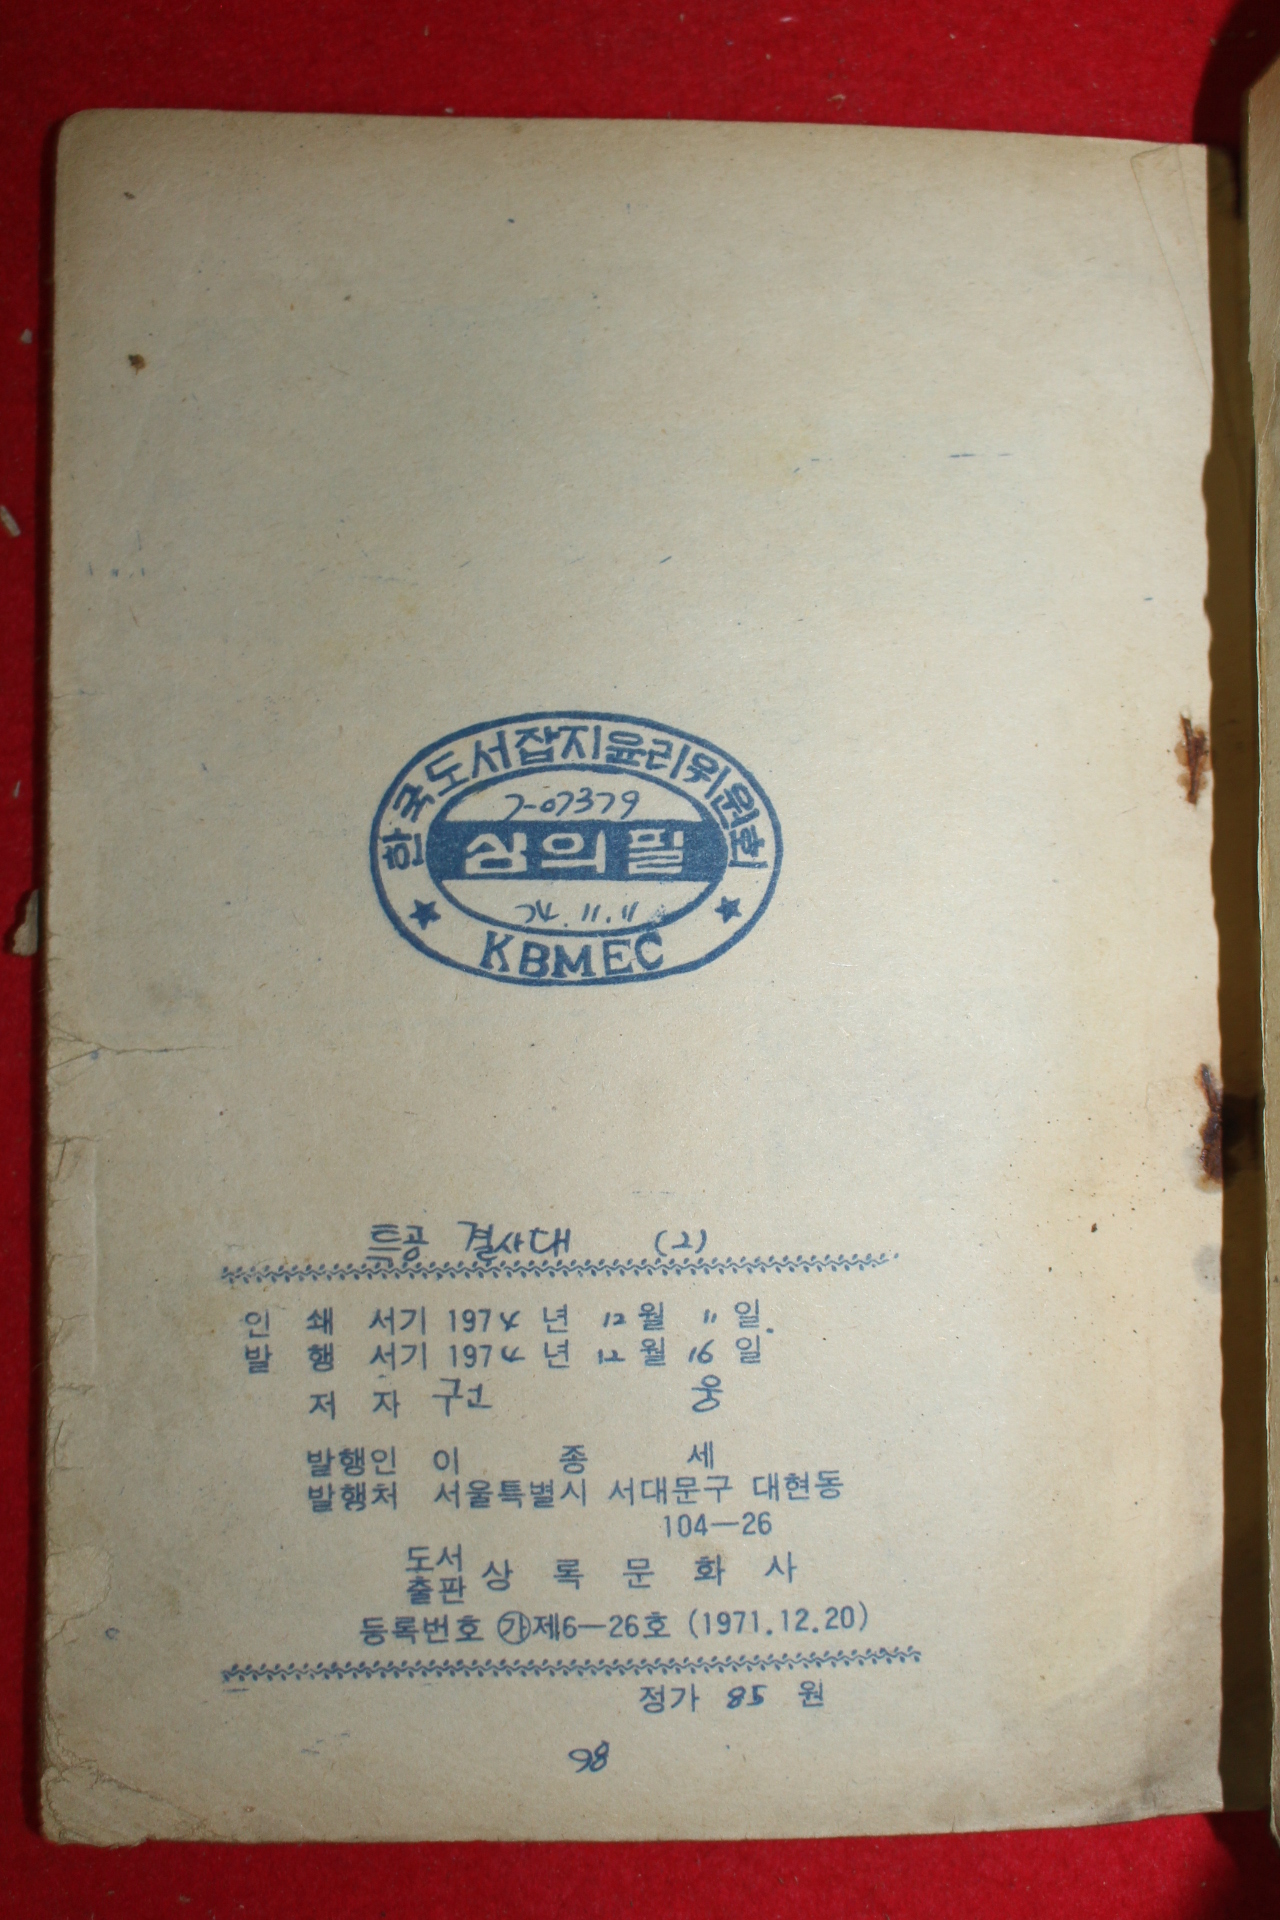 한국도서잡지윤리위원회
7-07379
심의필
74.11.11
★ KBMEC ★
특공 결사대 (2)
인 쇄 서기 1974 년 12 월 11 일
발 행 서기 1974 년 12 월 16 일
저 자 구 웅
발행인 이 종 세
발행처 서울특별시 서대문구 대현동
104—26
도서출판 상 록 문 화 사
등록번호 ㉮제6—26호 (1971.12.20)
정가 85 원
98